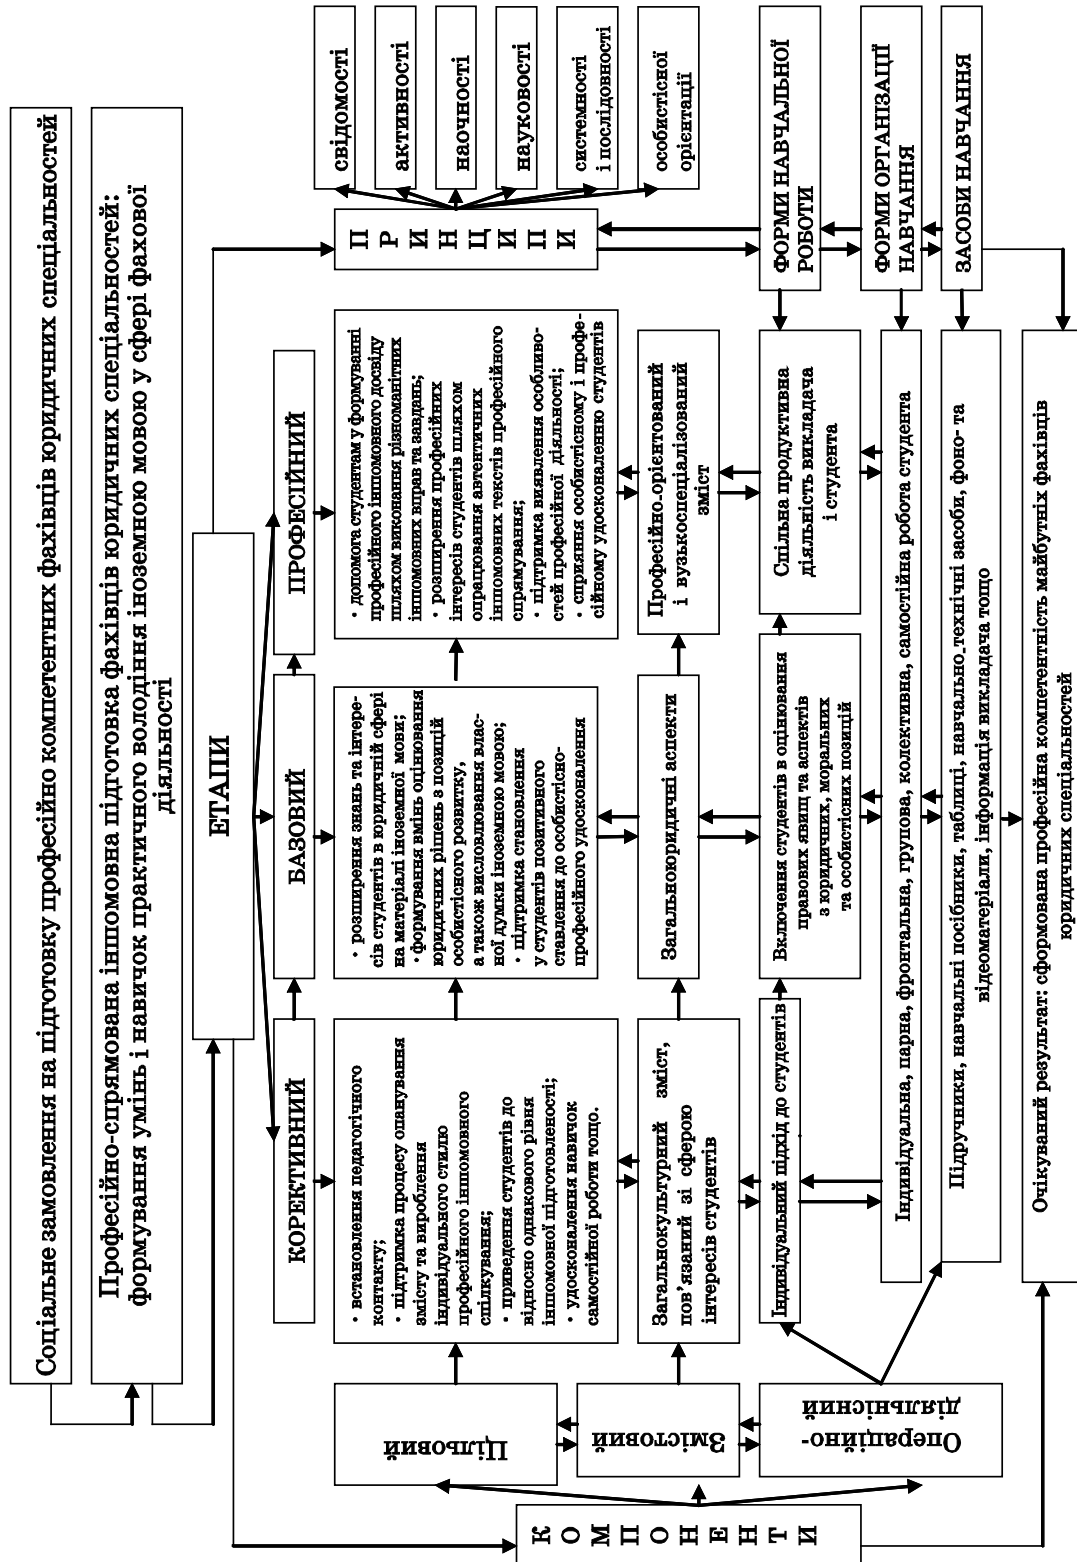 Соціальне замовлення на підготовку професійно компетентних фахівців юридичних спеціальностей
Професійно-спрямована іншомовна підготовка фахівців юридичних спеціальностей:
формування умінь і навичок практичного володіння іноземною мовою у сфері фахової
діяльності
ЕТАПИ
КОРЕКТИВНИЙ
БАЗОВИЙ
ПРОФЕСІЙНИЙ
ПРИНЦИПИ
свідомості
активності
наочності
науковості
системності
і послідовності
особистісної
орієнтації
КОМПОНЕНТИ
Цільовий
• встановлення педагогічного
контакту;
• підтримка процесу опанування
змісту та вироблення
індивідуального стилю
професійного іншомовного
спілкування;
• приведення студентів до
відносно однакового рівня
іншомовної підготовленості;
• удосконалення навичок
самостійної роботи тощо.
• розширення знань та інтере-
сів студентів в юридичній сфері
на матеріалі іноземної мови;
• формування вмінь оцінювання
юридичних рішень з позицій
особистісного розвитку,
а також висловлювання влас-
ної думки іноземною мовою;
• підтримка становлення
у студентів позитивного
ставлення до особистісно-
професійного удосконалення
• допомога студентам у формуванні
професійного іншомовного досвіду
шляхом виконання різноманітних
іншомовних вправ та завдань;
• розширення професійних
інтересів студентів шляхом
опрацювання автентичних
іншомовних текстів професійного
спрямування;
• підтримка виявлення особливо-
стей професійної діяльності;
• сприяння особистісному і профе-
сійному удосконаленню студентів
Змістовий
Загальнокультурний зміст,
пов’язаний зі сферою
інтересів студентів
Загальноюридичні аспекти
Професійно-орієнтований
і вузькоспеціалізований
зміст
Операційно-
діяльнісний
Індивідуальний підхід до студентів
Включення студентів в оцінювання
правових явищ та аспектів
з юридичних, моральних
та особистісних позицій
Спільна продуктивна
діяльність викладача
і студента
ФОРМИ НАВЧАЛЬНОЇ
РОБОТИ
Індивідуальна, парна, фронтальна, групова, колективна, самостійна робота студента
ФОРМИ ОРГАНІЗАЦІЇ
НАВЧАННЯ
Підручники, навчальні посібники, таблиці, навчально_технічні засоби, фоно- та
відеоматеріали, інформація викладача тощо
ЗАСОБИ НАВЧАННЯ
Очікуваний результат: сформована професійна компетентність майбутніх фахівців
юридичних спеціальностей